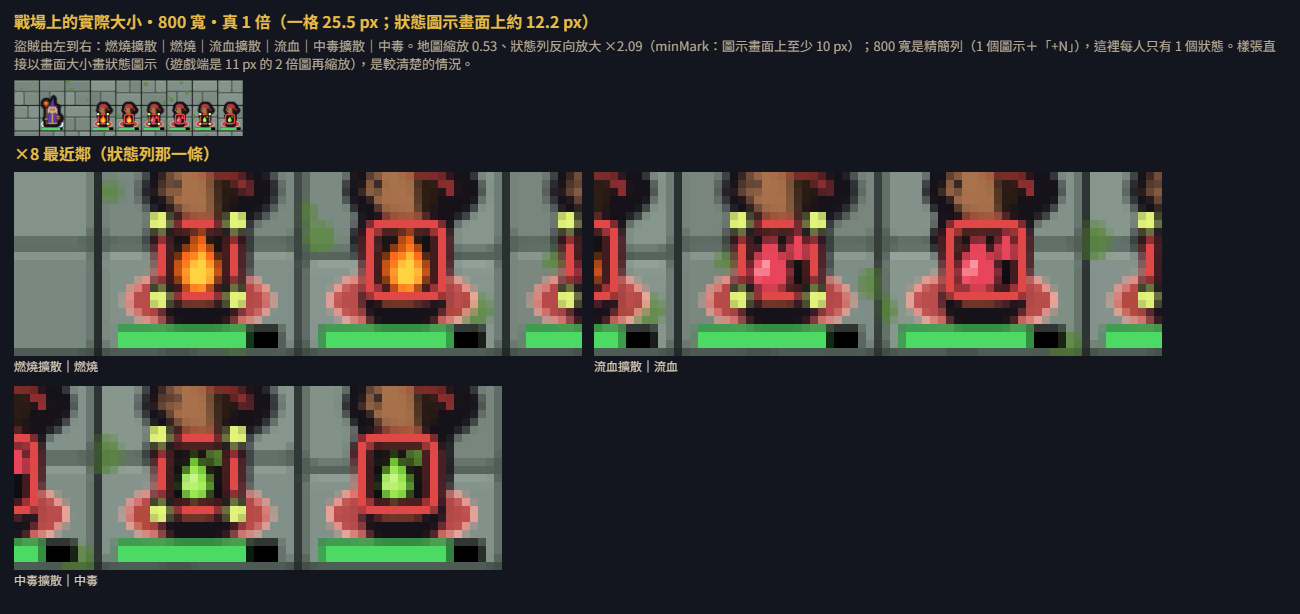 戰場上的實際大小・800 寬・真 1 倍（一格 25.5 px；狀態圖示畫面上約 12.2 px）
盜賊由左到右：燃燒擴散｜燃燒｜流血擴散｜流血｜中毒擴散｜中毒。地圖縮放 0.53、狀態列反向放大 ×2.09（minMark：圖示畫面上至少 10 px）；800 寬是精簡列（1 個圖示＋「+N」），這裡每人只有 1 個狀態。樣張直
接以畫面大小畫狀態圖示（遊戲端是 11 px 的 2 倍圖再縮放），是較清楚的情況。
×8 最近鄰（狀態列那一條）
燃燒擴散｜燃燒
流血擴散｜流血
中毒擴散｜中毒